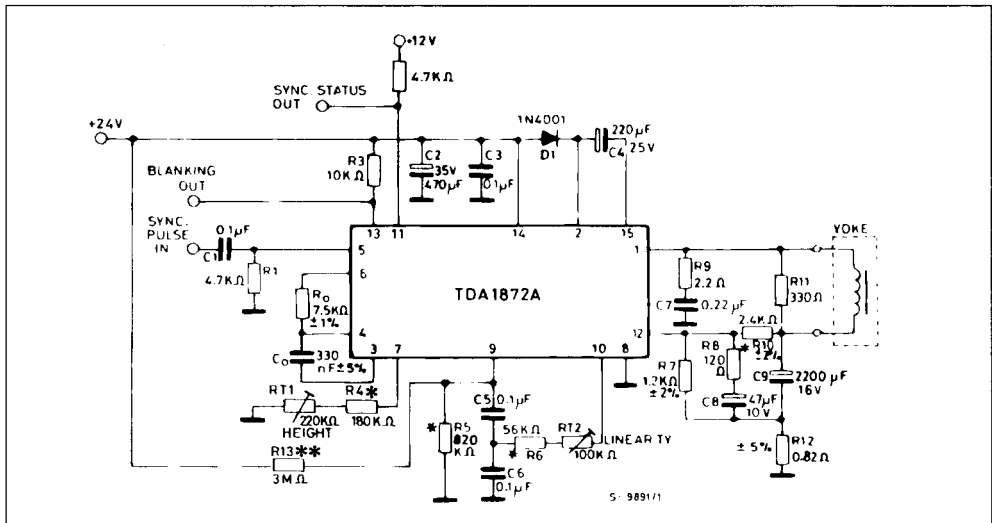 +12V
4.7KΩ
SYNC. STATUS
OUT
+24V
1N4001
D1
220µF
C4 25V
R3
10KΩ
C2
35V
470µF
C3
0.1µF
BLANKING
OUT
SYNC.
PULSE
IN
0.1µF
C1
R1
4.7KΩ
13 11 14 2 15
5
6
4
3 7 9 10 8
1
12
TDA1872A
Ro
7.5KΩ
±1%
Co
330
nF±5%
RT1
220KΩ
HEIGHT
R4*
180KΩ
R13**
3MΩ
* R5
820
KΩ
C5 0.1µF
56KΩ
* R6
RT2
100KΩ
LINEARITY
C6
0.1µF
R9
2.2Ω
C7 0.22µF
R11
330Ω
YOKE
2.4KΩ
R10
±2%
R8 *
120
Ω
R7
1.2KΩ
±2%
C8 47µF
10V
C9 2200µF
16V
±5% R12
0.82Ω
S-9891/1